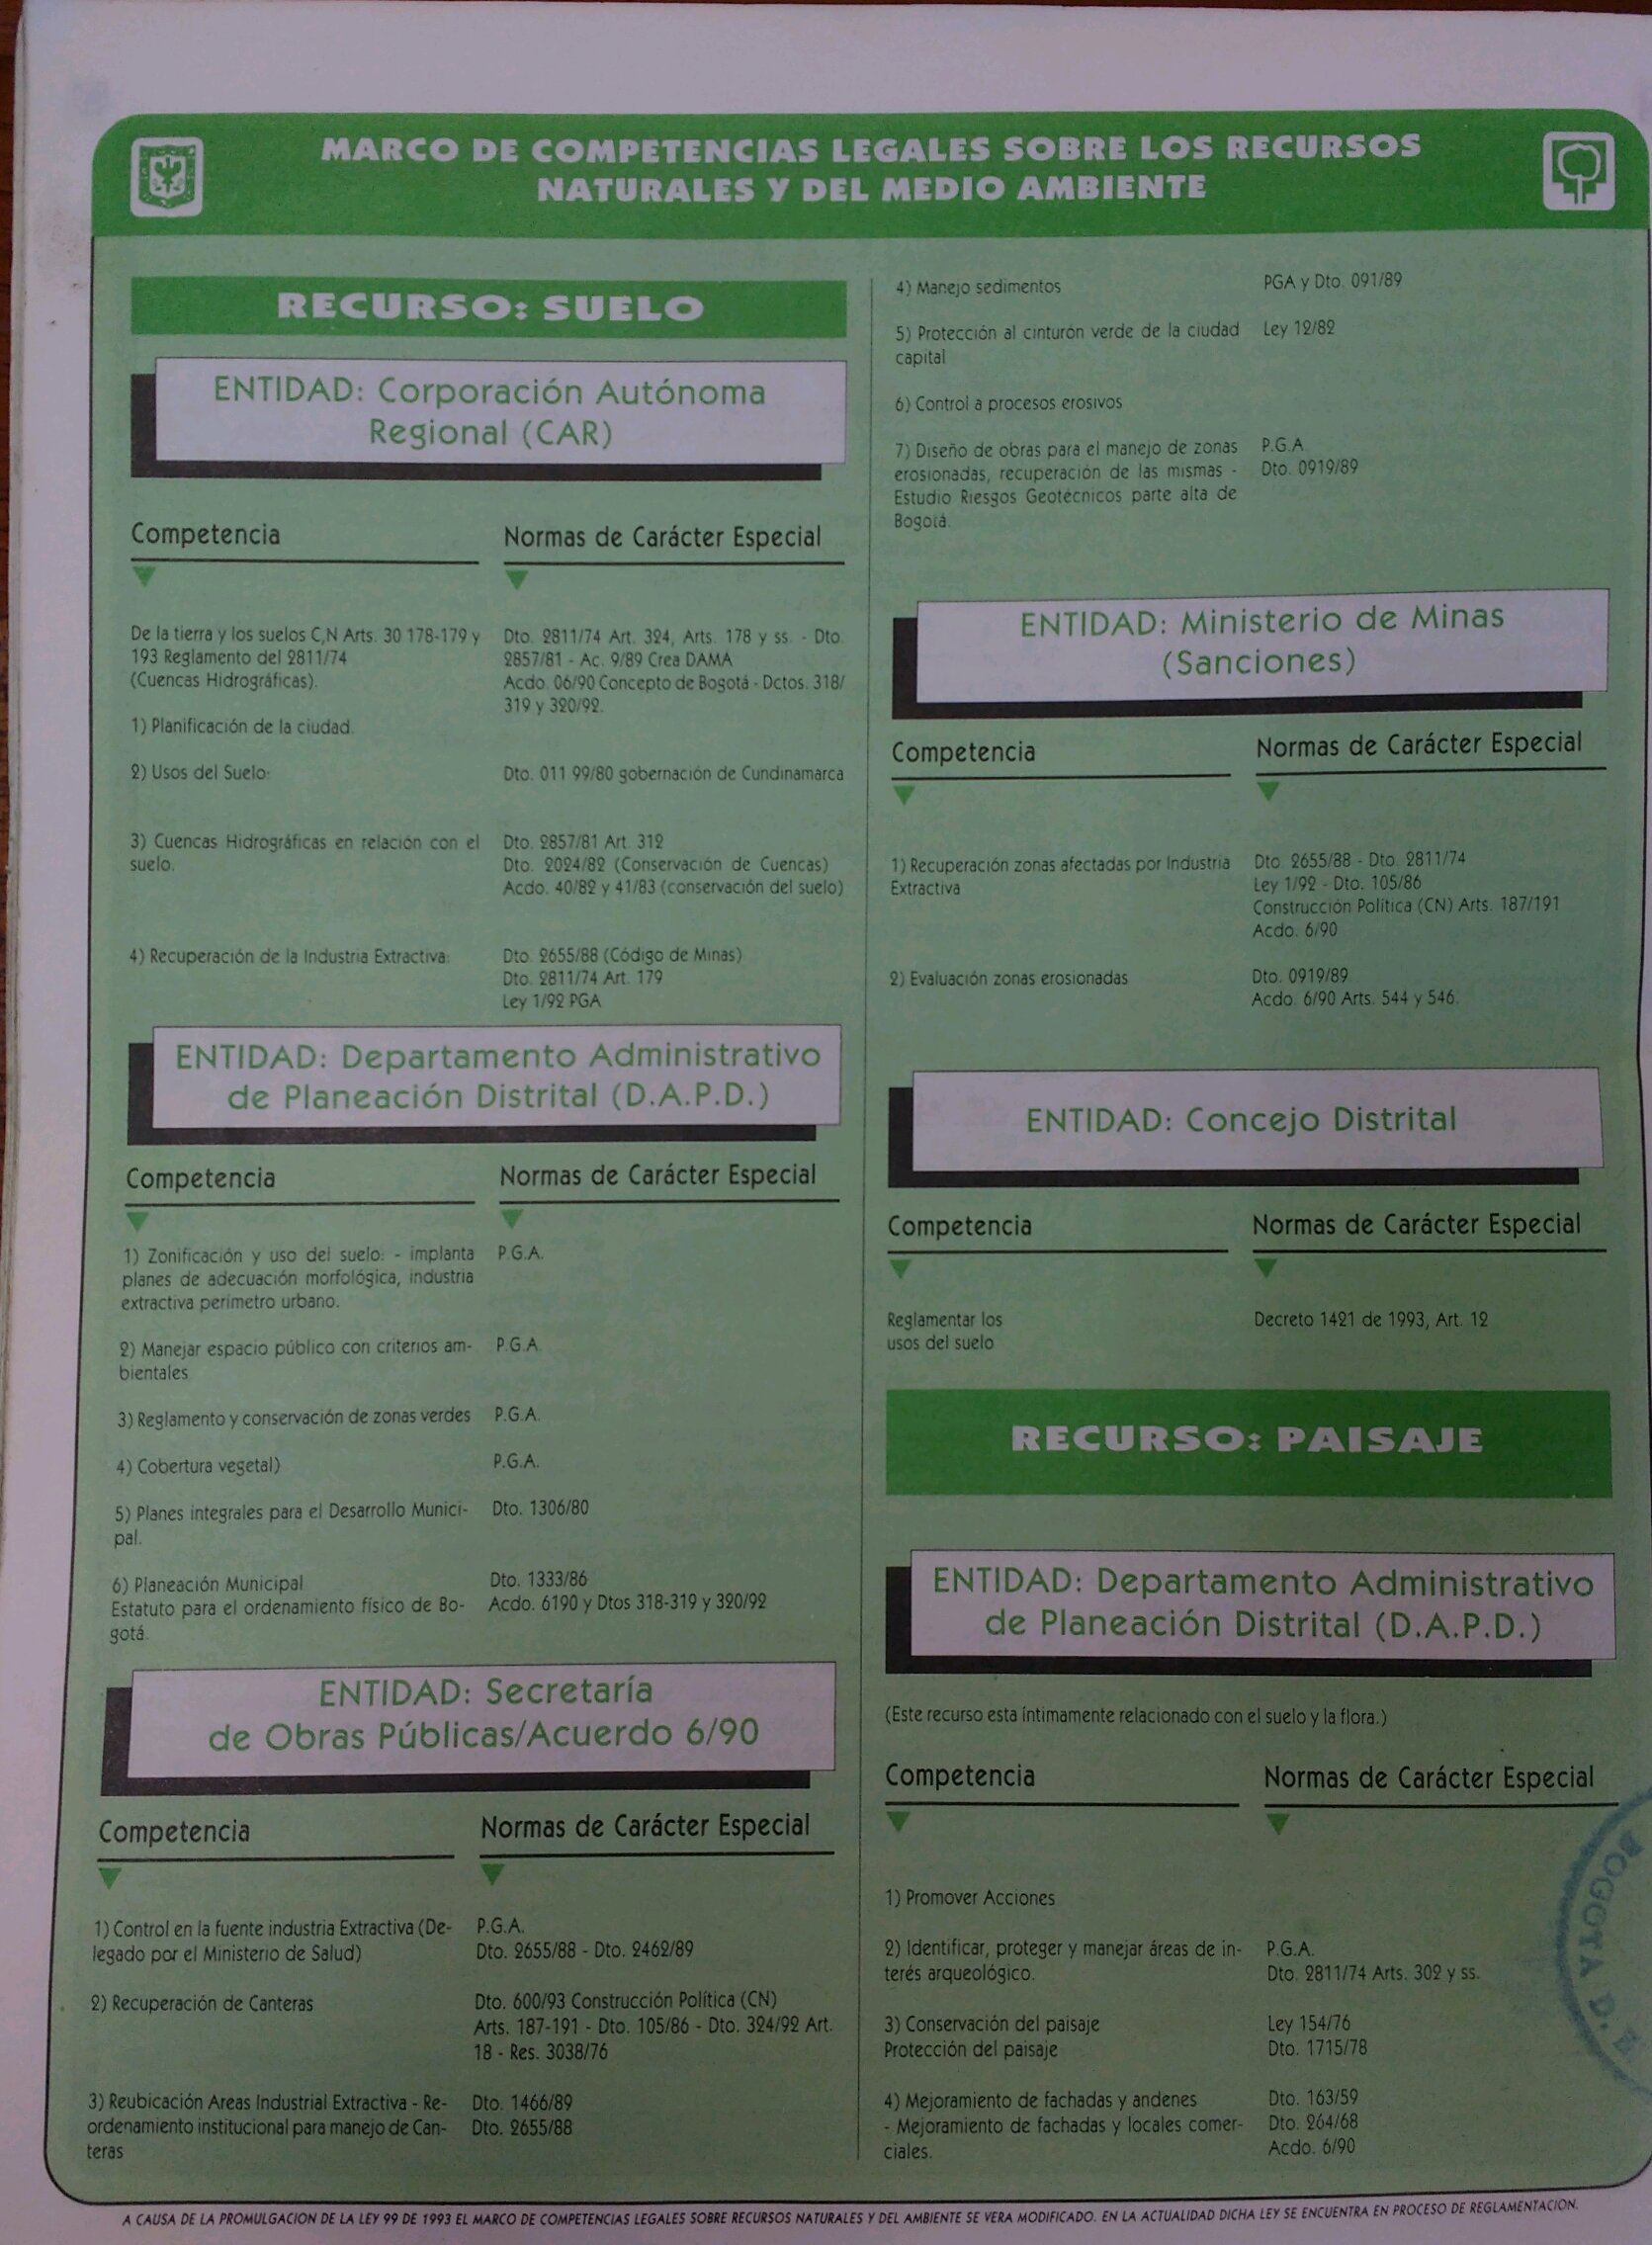 MARCO DE COMPETENCIAS LEGALES SOBRE LOS RECURSOS
NATURALES Y DEL MEDIO AMBIENTE
RECURSO: SUELO
ENTIDAD: Corporación Autónoma
Regional (CAR)
Competencia
Normas de Carácter Especial
De la tierra y los suelos C,N Arts. 30 178-179 y
193 Reglamento del 2811/74
(Cuencas Hidrográficas).
Dto. 2811/74 Art. 324, Arts. 178 y ss. - Dto.
2857/81 - Ac. 9/89 Crea DAMA
Acdo. 06/90 Concepto de Bogotá - Dctos. 318/
319 y 320/92.
1) Planificación de la ciudad.
2) Usos del Suelo:
Dto. 011 99/80 gobernación de Cundinamarca
3) Cuencas Hidrográficas en relación con el
suelo.
Dto. 2857/81 Art. 312
Dto. 2024/82 (Conservación de Cuencas)
Acdo. 40/82 y 41/83 (conservación del suelo)
4) Recuperación de la Industria Extractiva:
Dto. 2655/88 (Código de Minas)
Dto. 2811/74 Art. 179
Ley 1/92 PGA
ENTIDAD: Departamento Administrativo
de Planeación Distrital (D.A.P.D.)
Competencia
Normas de Carácter Especial
1) Zonificación y uso del suelo: - implanta
planes de adecuación morfológica, industria
extractiva perimetro urbano.
P.G.A.
2) Manejar espacio público con criterios am-
bientales
P.G.A.
3) Reglamento y conservación de zonas verdes
P.G.A.
4) Cobertura vegetal)
P.G.A.
5) Planes integrales para el Desarrollo Munici-
pal.
Dto. 1306/80
6) Planeación Municipal
Estatuto para el ordenamiento físico de Bo-
gotá.
Dto. 1333/86
Acdo. 6190 y Dtos 318-319 y 320/92
ENTIDAD: Secretaría
de Obras Públicas/Acuerdo 6/90
Competencia
Normas de Carácter Especial
1) Control en la fuente industria Extractiva (De-
legado por el Ministerio de Salud)
P.G.A.
Dto. 2655/88 - Dto. 2462/89
2) Recuperación de Canteras
Dto. 600/93 Construcción Política (CN)
Arts. 187-191 - Dto. 105/86 - Dto. 324/92 Art.
18 - Res. 3038/76
3) Reubicación Areas Industrial Extractiva - Re-
ordenamiento institucional para manejo de Can-
teras
Dto. 1466/89
Dto. 2655/88
4) Manejo sedimentos
PGA y Dto. 091/89
5) Protección al cinturón verde de la ciudad
capital
Ley 12/82
6) Control a procesos erosivos
7) Diseño de obras para el manejo de zonas
erosionadas, recuperación de las mismas -
Estudio Riesgos Geotécnicos parte alta de
Bogotá.
P.G.A.
Dto. 0919/89
ENTIDAD: Ministerio de Minas
(Sanciones)
Competencia
Normas de Carácter Especial
1) Recuperación zonas afectadas por Industria
Extractiva
Dto. 2655/88 - Dto. 2811/74
Ley 1/92 - Dto. 105/86
Construcción Política (CN) Arts. 187/191
Acdo. 6/90
2) Evaluación zonas erosionadas
Dto. 0919/89
Acdo. 6/90 Arts. 544 y 546.
ENTIDAD: Concejo Distrital
Competencia
Normas de Carácter Especial
Reglamentar los
usos del suelo
Decreto 1421 de 1993, Art. 12
RECURSO: PAISAJE
ENTIDAD: Departamento Administrativo
de Planeación Distrital (D.A.P.D.)
(Este recurso esta íntimamente relacionado con el suelo y la flora.)
Competencia
Normas de Carácter Especial
1) Promover Acciones
2) Identificar, proteger y manejar áreas de in-
terés arqueológico.
P.G.A.
Dto. 2811/74 Arts. 302 y ss.
3) Conservación del paisaje
Protección del paisaje
Ley 154/76
Dto. 1715/78
4) Mejoramiento de fachadas y andenes
- Mejoramiento de fachadas y locales comer-
ciales.
Dto. 163/59
Dto. 264/68
Acdo. 6/90
BOGOTA D.
A CAUSA DE LA PROMULGACION DE LA LEY 99 DE 1993 EL MARCO DE COMPETENCIAS LEGALES SOBRE RECURSOS NATURALES Y DEL AMBIENTE SE VERA MODIFICADO. EN LA ACTUALIDAD DICHA LEY SE ENCUENTRA EN PROCESO DE REGLAMENTACION.